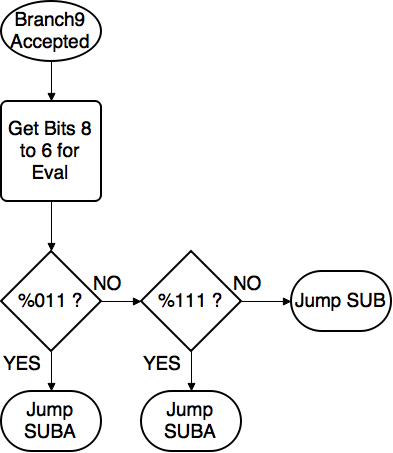 Branch9
Accepted
Get Bits 8
to 6 for
Eval
%011 ?
NO
%111 ?
NO
Jump SUB
YES
YES
Jump
SUBA
Jump
SUBA